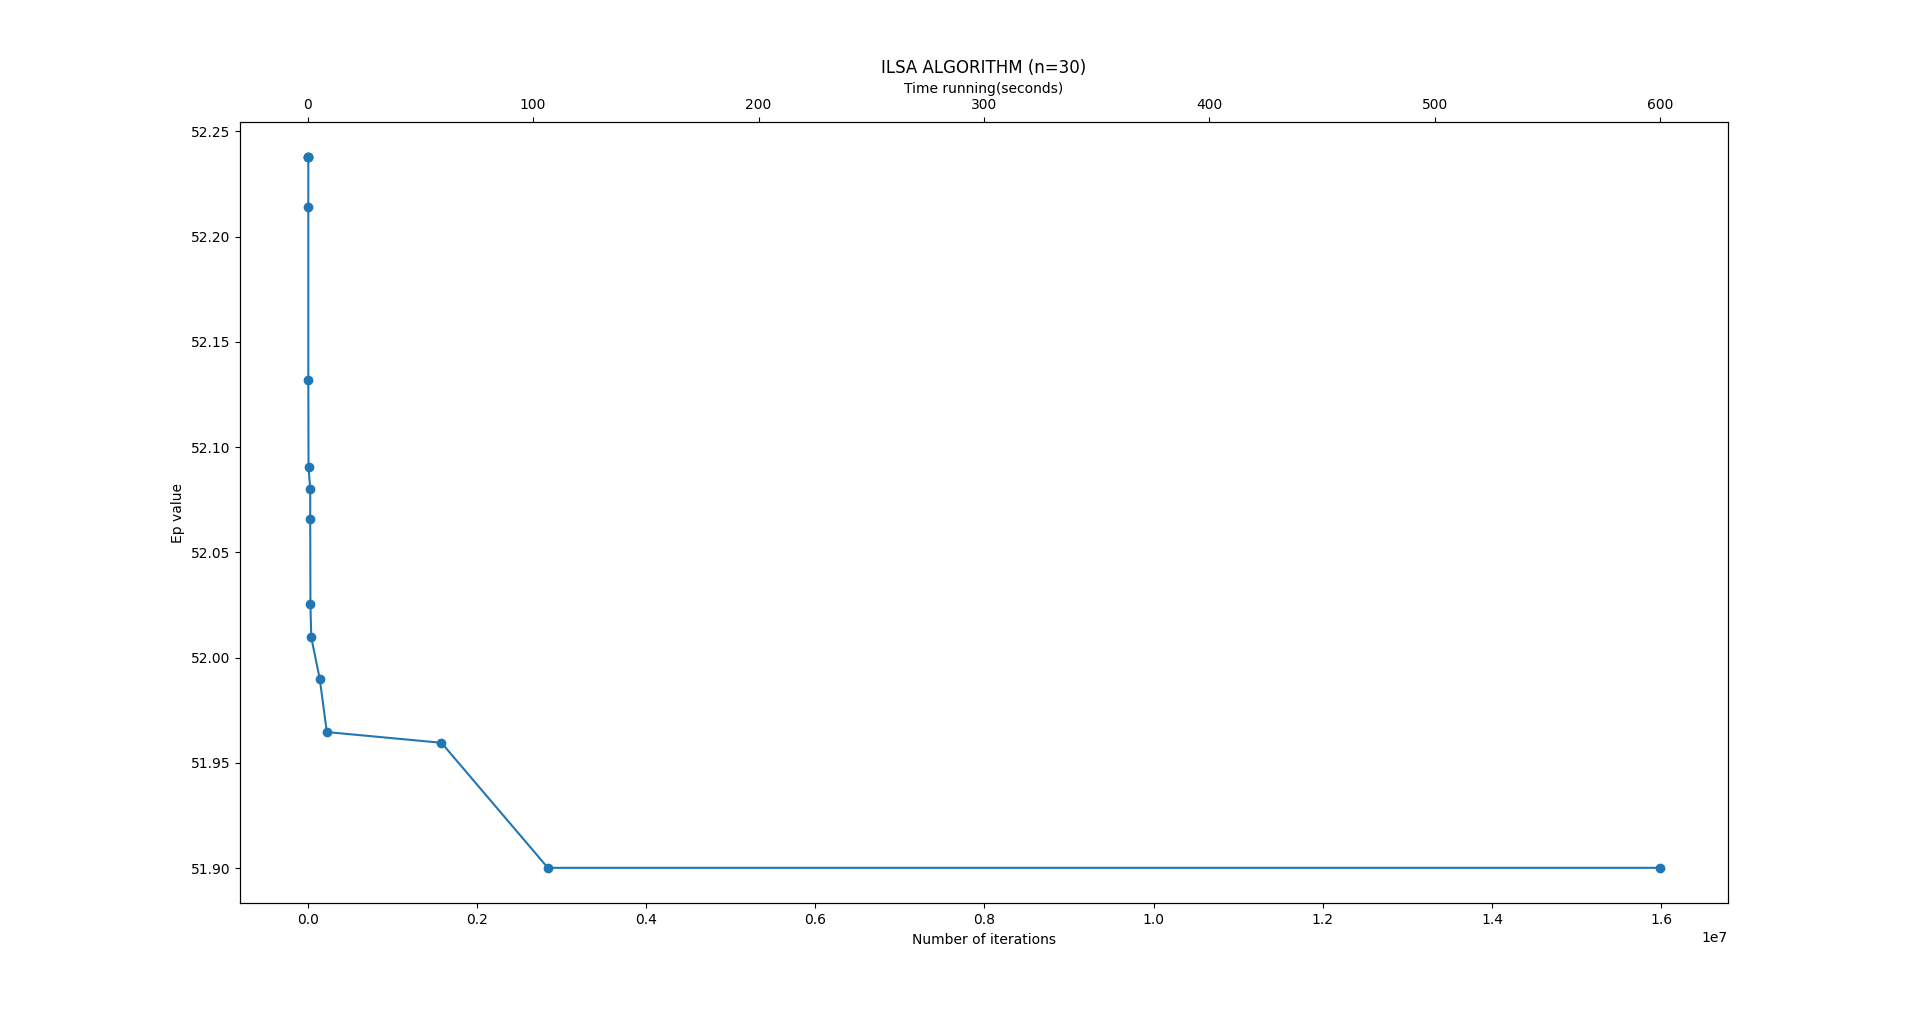 ILSA ALGORITHM (n=30)
Time running(seconds)
0 100 200 300 400 500 600
52.25
52.20
52.15
52.10
52.05
52.00
51.95
51.90
Ep value
0.0 0.2 0.4 0.6 0.8 1.0 1.2 1.4 1.6
Number of iterations
1e7